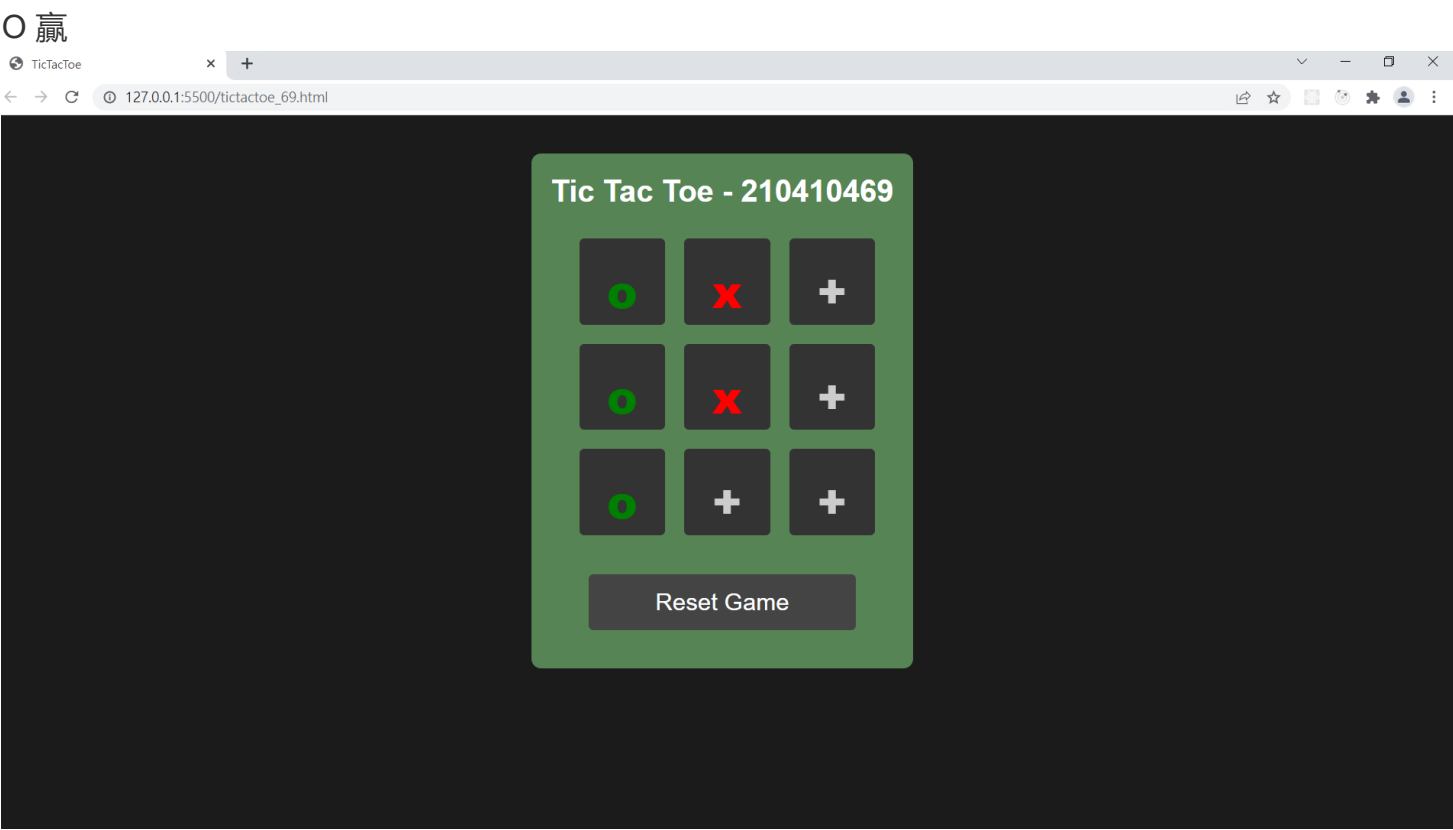 O 贏
TicTacToe
127.0.0.1:5500/tictactoe_69.html
Tic Tac Toe - 210410469
o x +
o x +
o + +
Reset Game